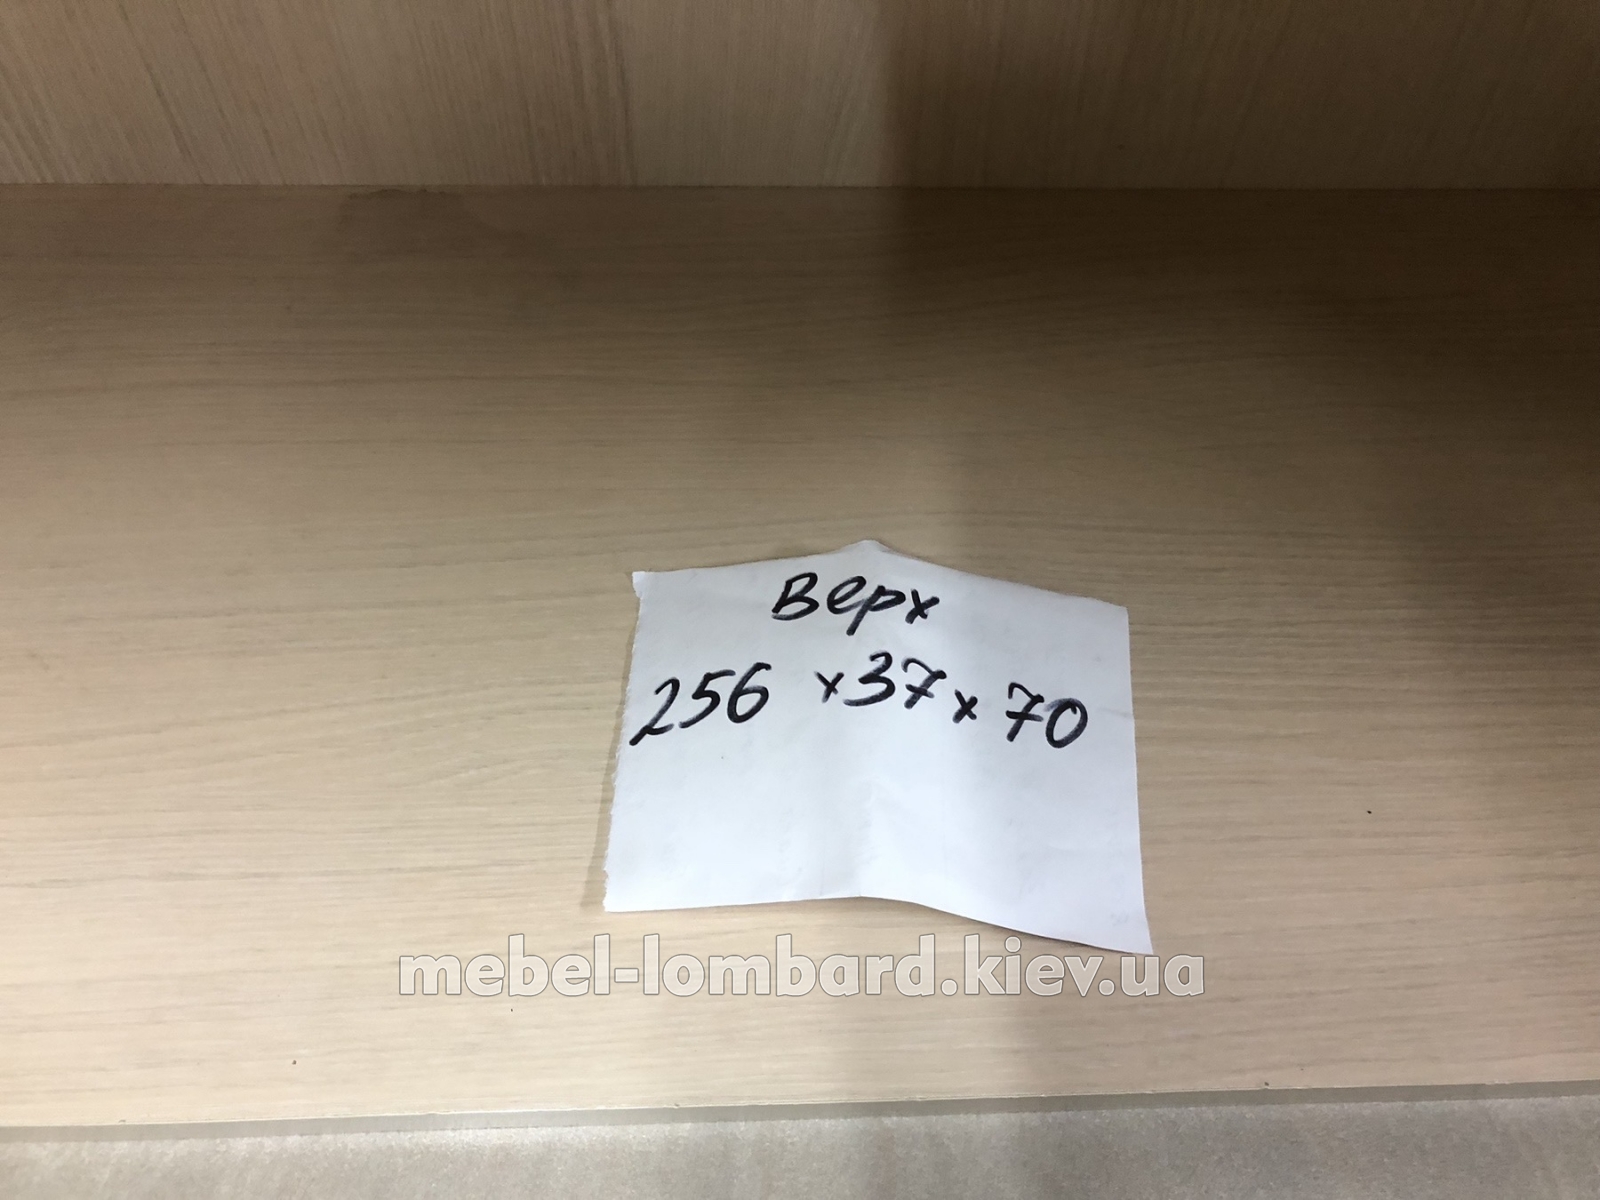 Верх
256 x 37 x 70
mebel-lombard.kiev.ua